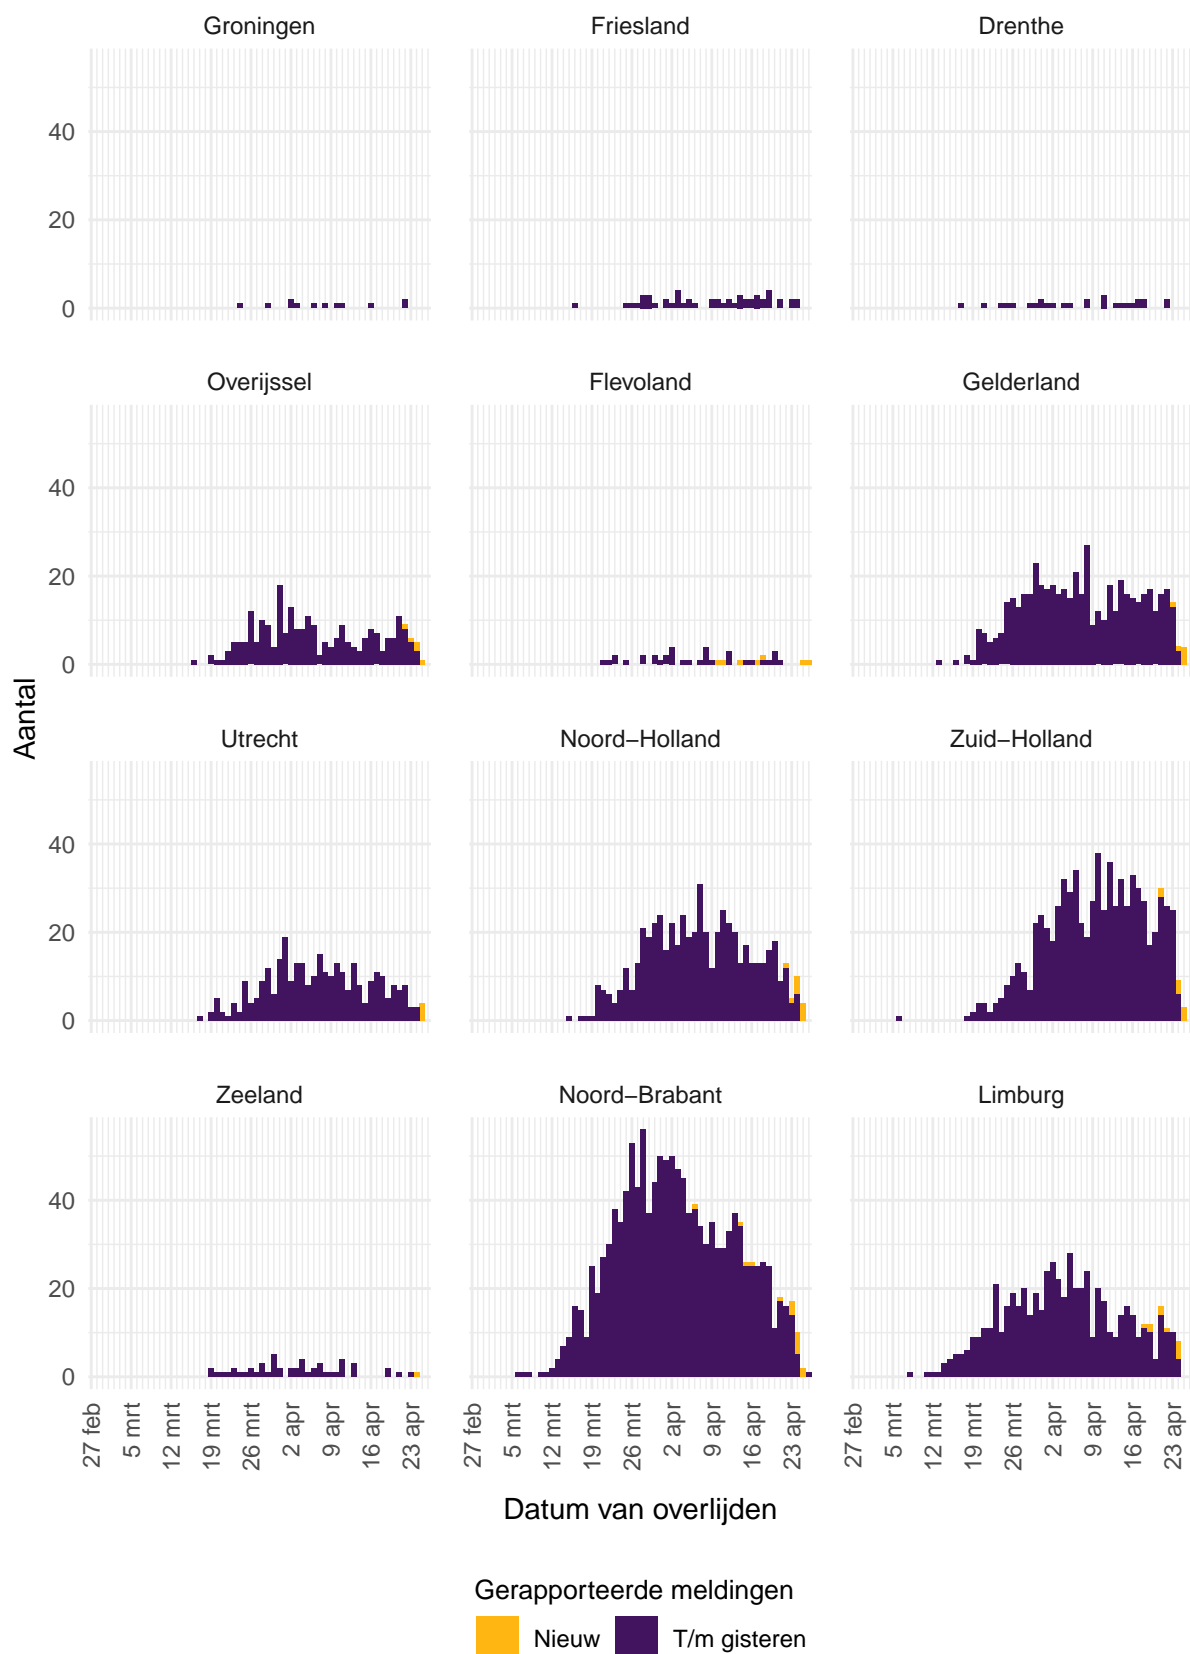 Groningen Friesland Drenthe
40
20
0
Overijssel Flevoland Gelderland
40
20
0
Aantal
Utrecht Noord−Holland Zuid−Holland
40
20
0
Zeeland Noord−Brabant Limburg
40
20
0
27 feb 5 mrt 12 mrt 19 mrt 26 mrt 2 apr 9 apr 16 apr 23 apr 27 feb 5 mrt 12 mrt 19 mrt 26 mrt 2 apr 9 apr 16 apr 23 apr 27 feb 5 mrt 12 mrt 19 mrt 26 mrt 2 apr 9 apr 16 apr 23 apr
Datum van overlijden
Gerapporteerde meldingen
Nieuw T/m gisteren